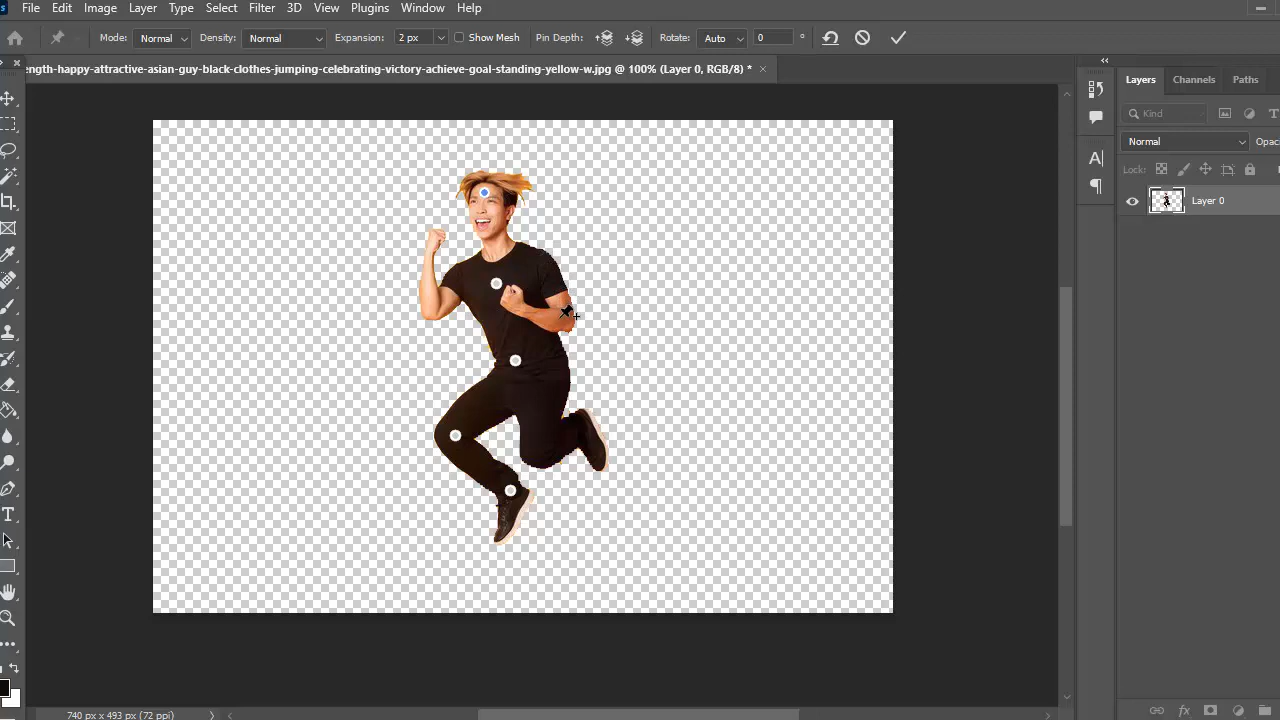 File Edit Image Layer Type Select Filter 3D View Plugins Window Help
Mode: Normal Density: Normal Expansion: 2 px Show Mesh Pin Depth: Rotate: Auto 0 °
ength-happy-attractive-asian-guy-black-clothes-jumping-celebrating-victory-achieve-goal-standing-yellow-w.jpg @ 100% (Layer 0, RGB/8) *
Layers Channels Paths
Kind
Normal Opac
Lock:
Layer 0
740 px x 493 px (72 ppi)